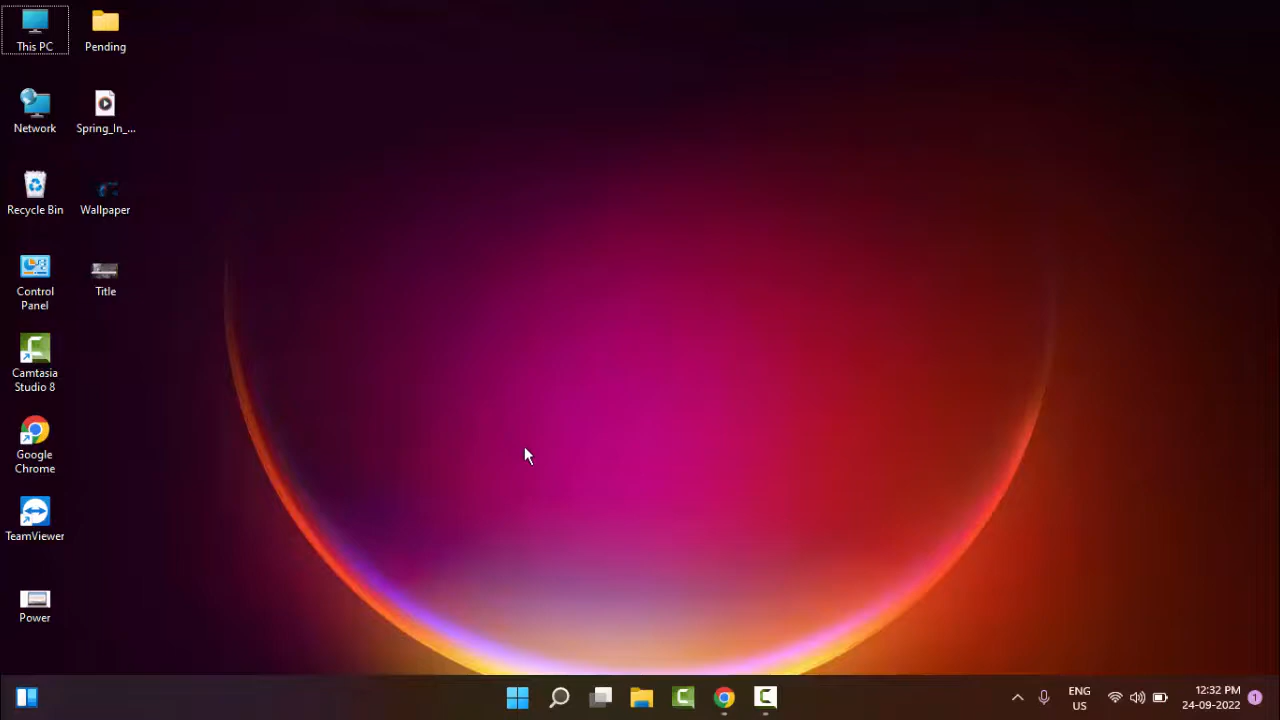 This PC
Pending
Network
Spring_In_...
Recycle Bin
Wallpaper
Control
Panel
Title
Camtasia
Studio 8
Google
Chrome
TeamViewer
Power
ENG
US
12:32 PM
24-09-2022
1